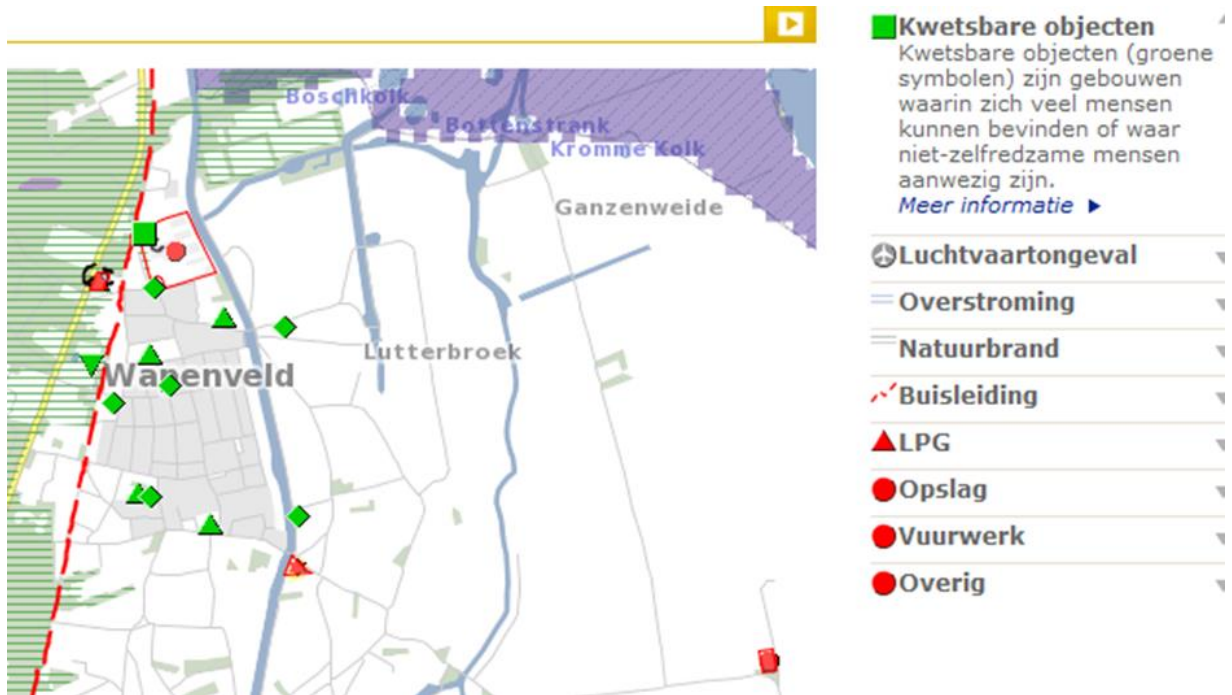 Boschkolk
Bottenstrank
Kromme Kolk
Ganzenweide
Lutterbroek
Wapenveld
Kwetsbare objecten
Kwetsbare objecten (groene
symbolen) zijn gebouwen
waarin zich veel mensen
kunnen bevinden of waar
niet-zelfredzame mensen
aanwezig zijn.
Meer informatie
Luchtvaartongeval
Overstroming
Natuurbrand
Buisleiding
LPG
Opslag
Vuurwerk
Overig